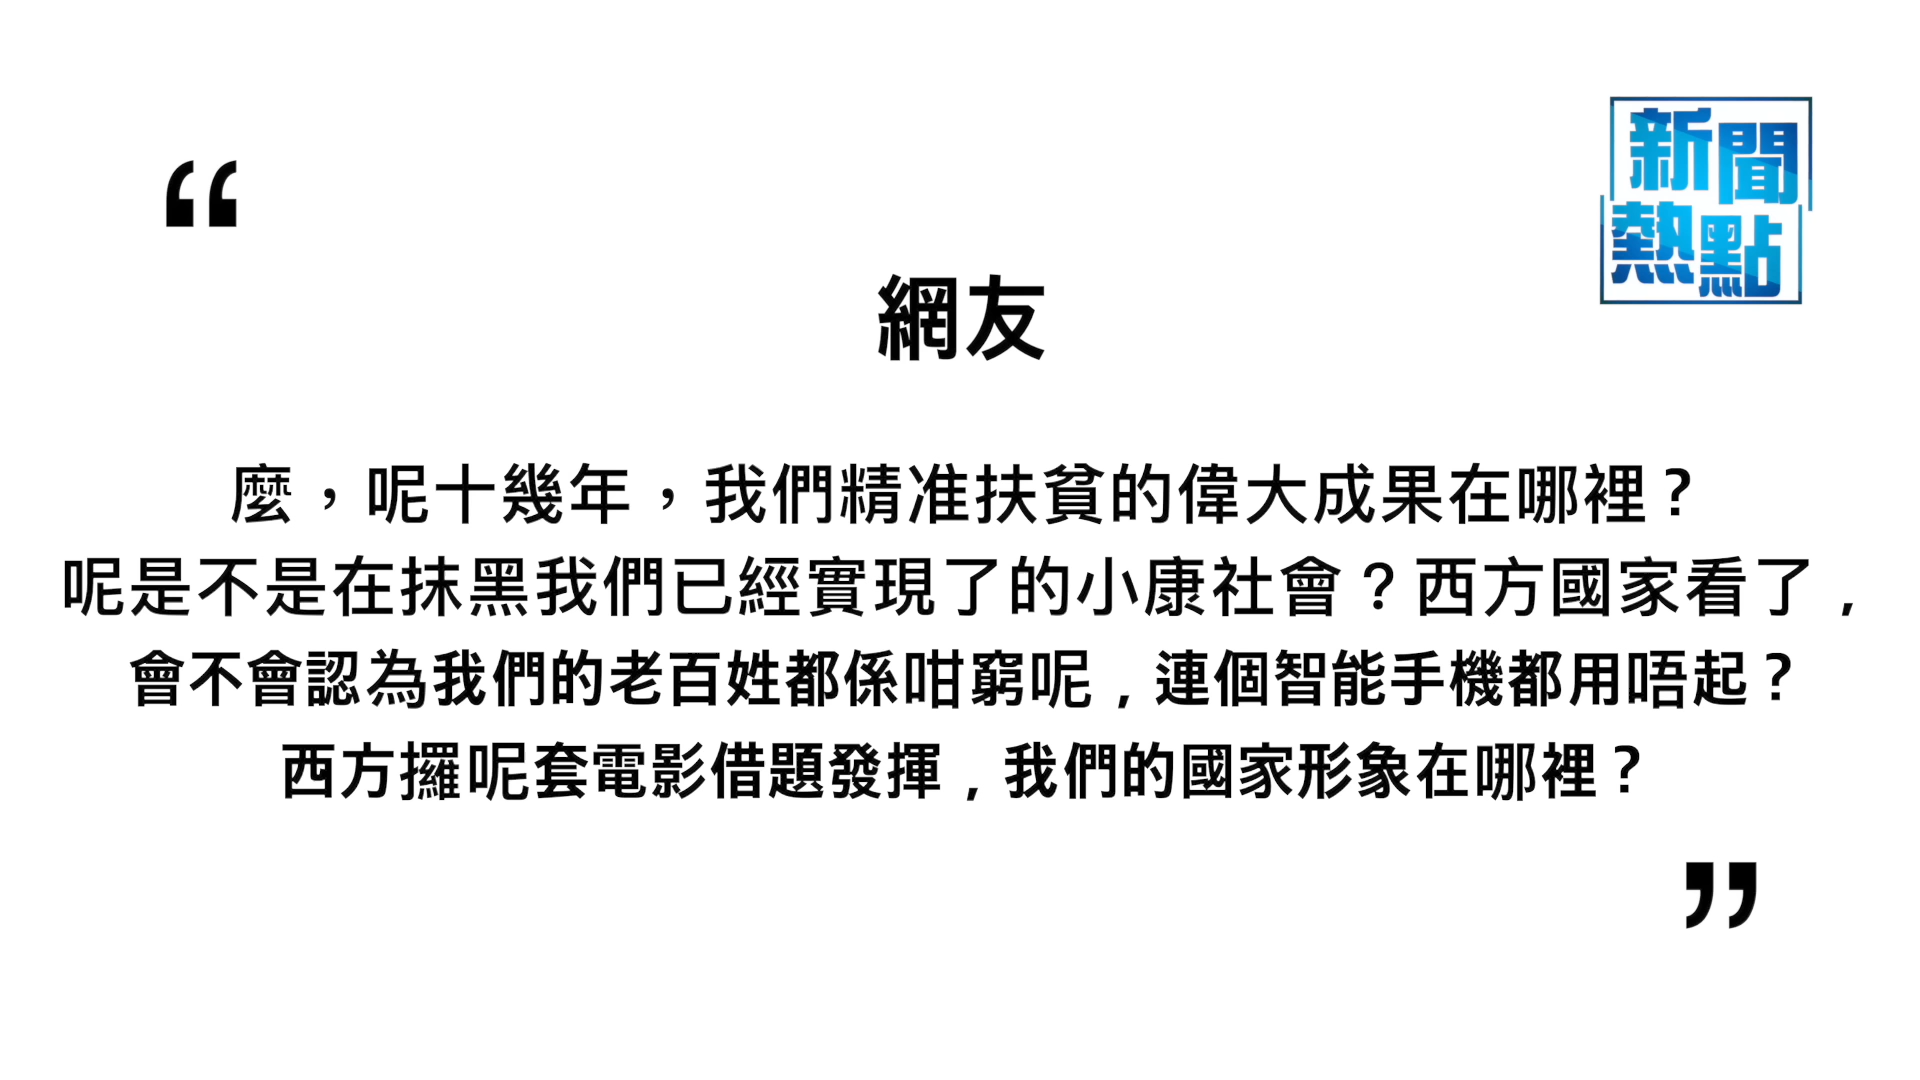 新聞
熱點
“
網友
麼，呢十幾年，我們精准扶貧的偉大成果在哪裡？
呢是不是在抹黑我們已經實現了的小康社會？西方國家看了，
會不會認為我們的老百姓都係咁窮呢，連個智能手機都用唔起？
西方攞呢套電影借題發揮，我們的國家形象在哪裡？
”